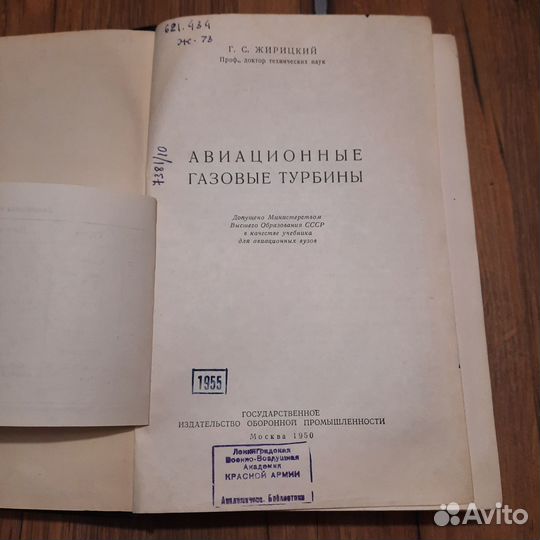 621.434
Ж-73
Г. С. ЖИРИЦКИЙ
Проф., доктор технических наук
7381/10
АВИАЦИОННЫЕ
ГАЗОВЫЕ ТУРБИНЫ
Допущено Министерством
Высшего Образования СССР
в качестве учебника
для авиационных вузов
1955
ГОСУДАРСТВЕННОЕ
ИЗДАТЕЛЬСТВО ОБОРОННОЙ ПРОМЫШЛЕННОСТИ
Москва 1950
Ленинградская
Военно-Воздушная
Академия
КРАСНОЙ АРМИИ
Академическ. Библиотека
Avito